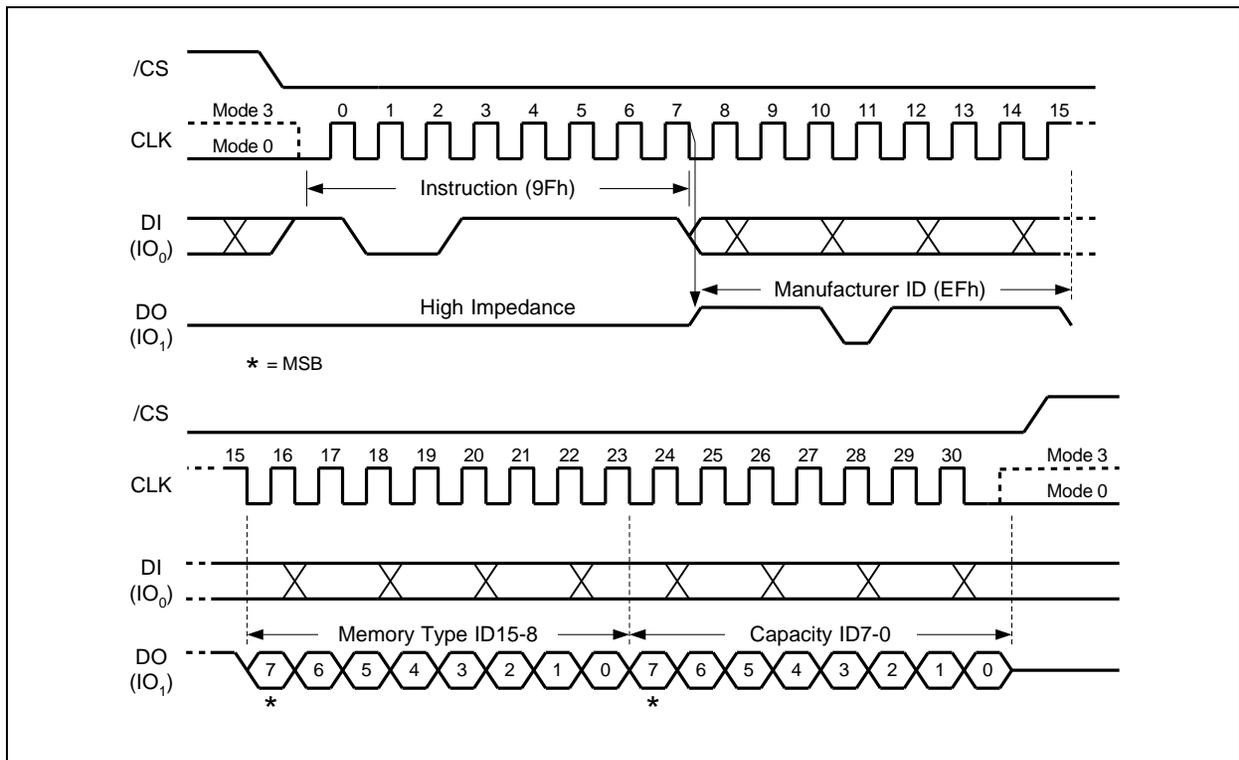 /CS
Mode 3
0 1 2 3 4 5 6 7 8 9 10 11 12 13 14 15
CLK
Mode 0
Instruction (9Fh)
DI
(IO0)
Manufacturer ID (EFh)
High Impedance
DO
(IO1)
* = MSB
/CS
15 16 17 18 19 20 21 22 23 24 25 26 27 28 29 30
Mode 3
CLK
Mode 0
DI
(IO0)
Memory Type ID15-8
Capacity ID7-0
DO
(IO1)
7 6 5 4 3 2 1 0 7 6 5 4 3 2 1 0
* *